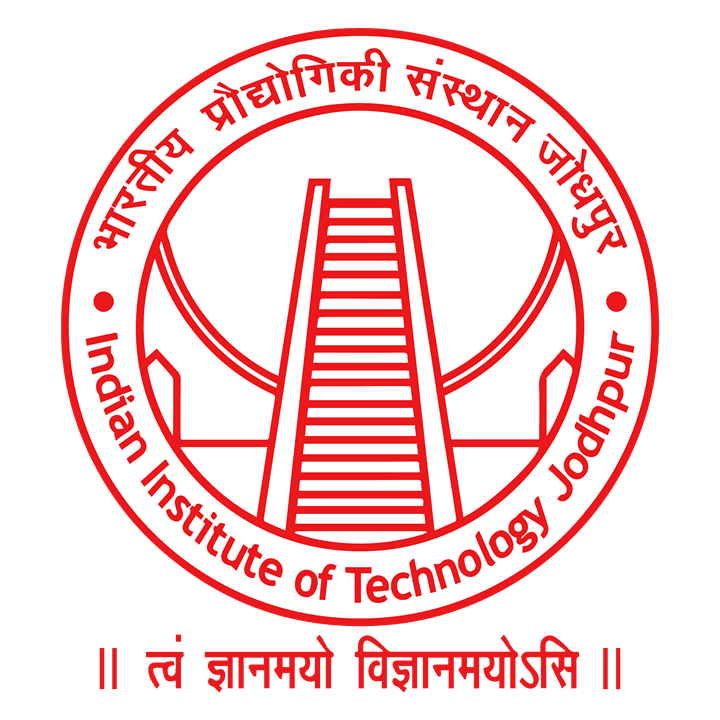 भारतीय प्रौद्योगिकी संस्थान जोधपुर
Indian Institute of Technology Jodhpur
|| त्वं ज्ञानमयो विज्ञानमयोऽसि ||